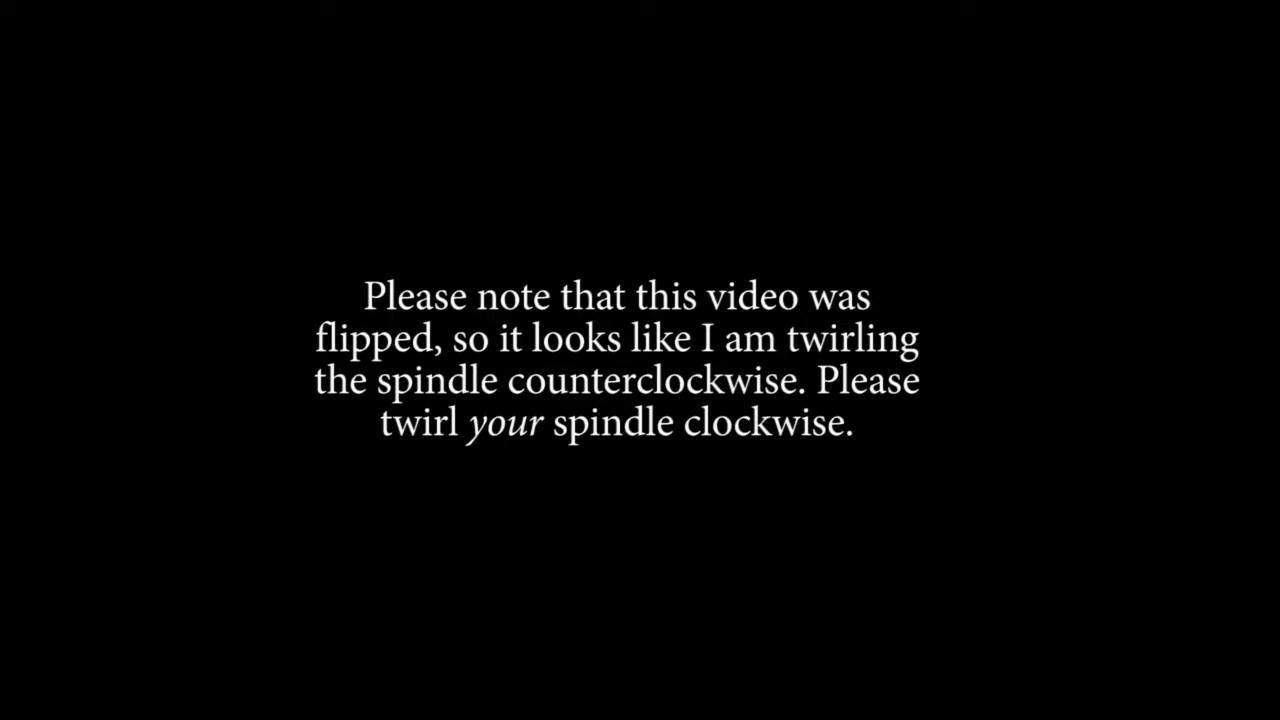 Please note that this video was
flipped, so it looks like I am twirling
the spindle counterclockwise. Please
twirl your spindle clockwise.